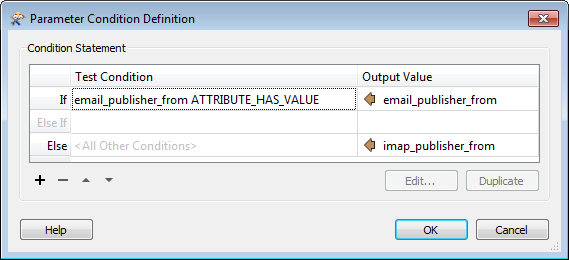 Parameter Condition Definition
Condition Statement
Test Condition Output Value
If email_publisher_from ATTRIBUTE_HAS_VALUE email_publisher_from
Else If
Else <All Other Conditions> imap_publisher_from
Edit... Duplicate
Help OK Cancel